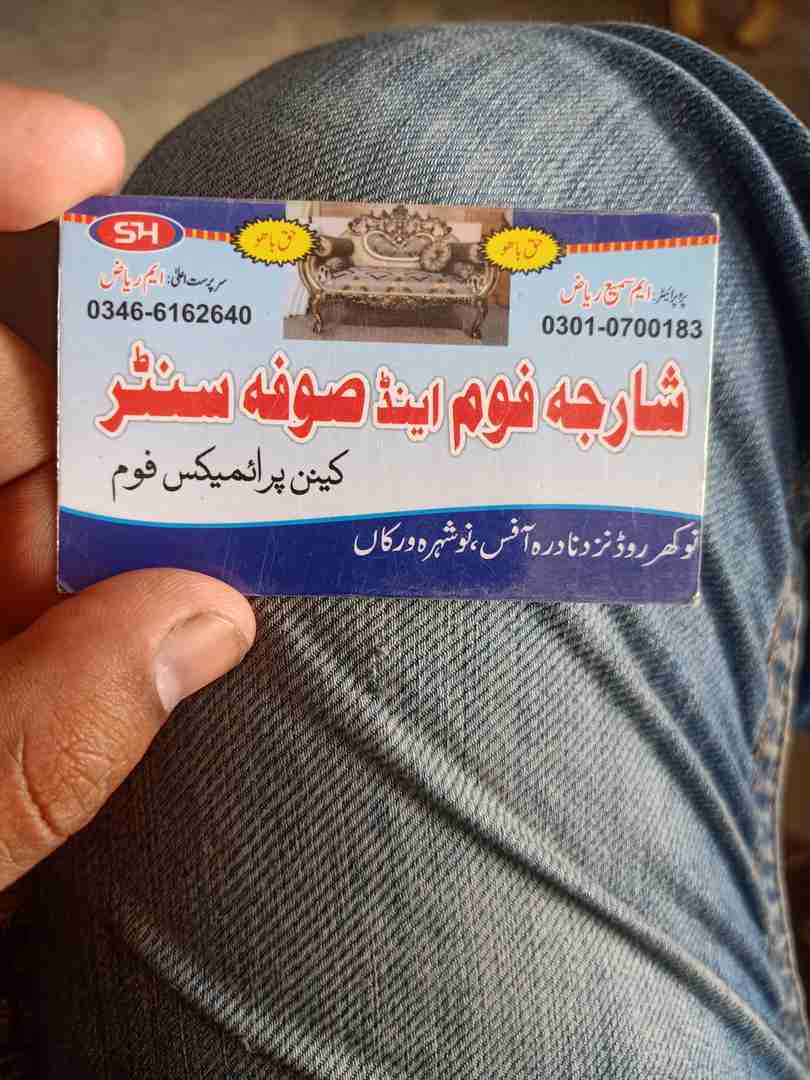 SH
حق باھو
حق باھو
سرپرست اعلیٰ: ایم ریاض
0346-6162640
پروپرائیٹر: ایم سمیع ریاض
0301-0700183
شارجہ فوم اینڈ صوفہ سنٹر
کینن پرائمیکس فوم
نوکھر روڈ نزد نادرہ آفس، نوشہرہ ورکاں